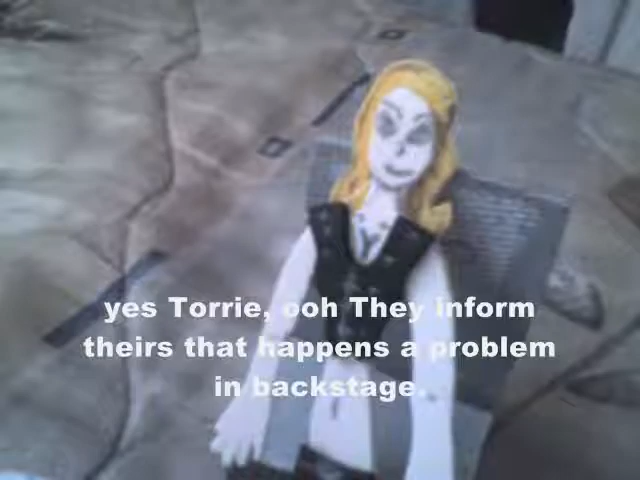 yes Torrie, ooh They inform
theirs that happens a problem
in backstage.